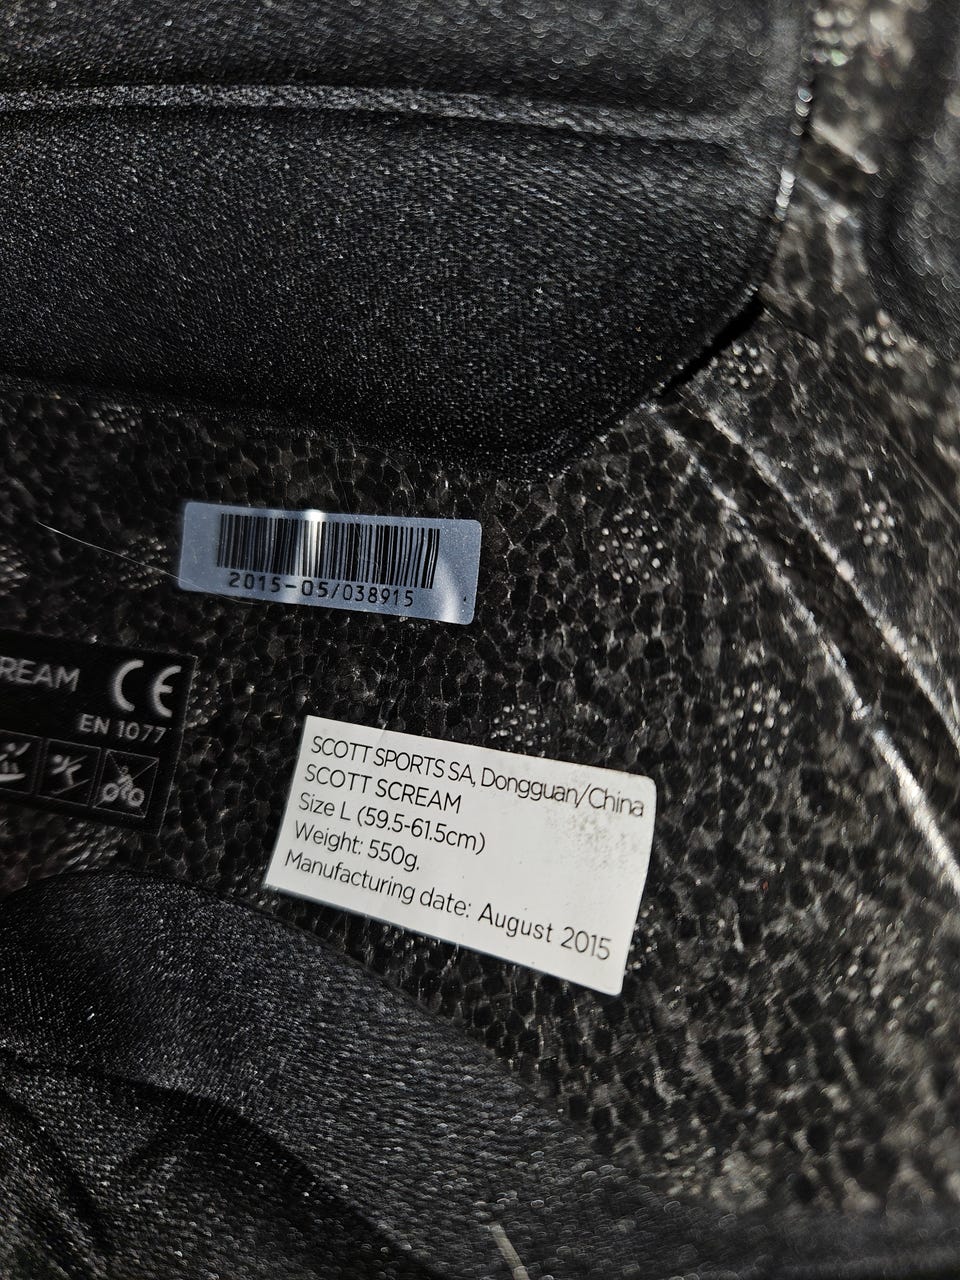 2015-05/038915
REAM CE
EN 1077
SCOTT SPORTS SA, Dongguan/China
SCOTT SCREAM
Size L (59.5-61.5cm)
Weight: 550g.
Manufacturing date: August 2015